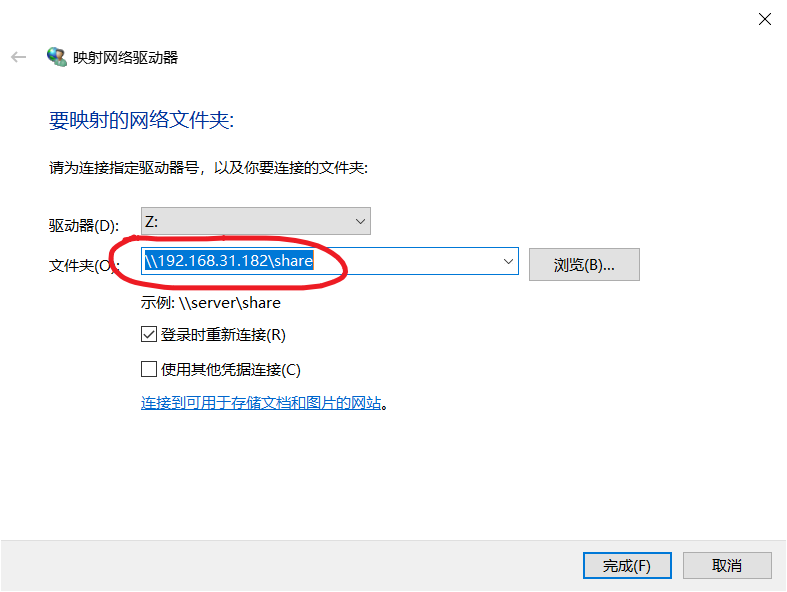 映射网络驱动器
要映射的网络文件夹:
请为连接指定驱动器号，以及你要连接的文件夹:
驱动器(D): Z:
文件夹(O): \\192.168.31.182\share 浏览(B)...
示例: \\server\share
登录时重新连接(R)
使用其他凭据连接(C)
连接到可用于存储文档和图片的网站。
完成(F) 取消